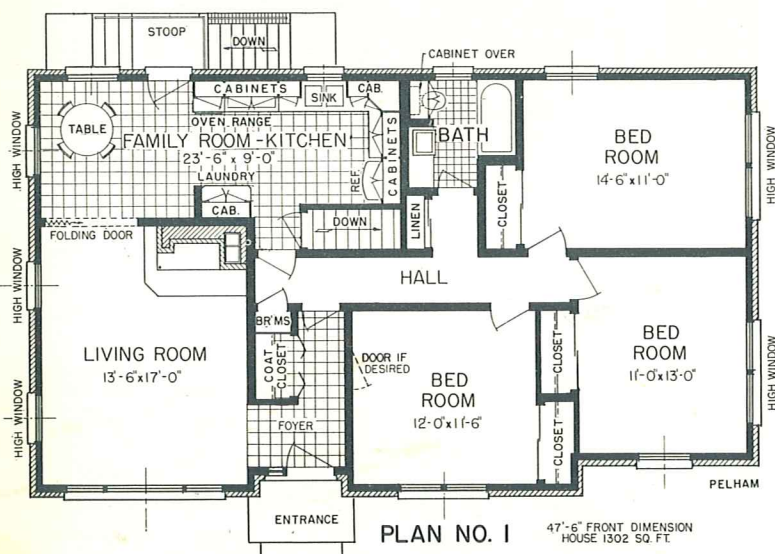 STOOP
DOWN
CABINET OVER
CABINETS
CAB.
SINK
TABLE
OVEN RANGE
FAMILY ROOM-KITCHEN
23'-6" x 9'-0"
LAUNDRY
CAB.
REF.
CABINETS
BATH
BED
ROOM
14'-6"x11'-0"
HIGH WINDOW
HIGH WINDOW
FOLDING DOOR
DOWN
LINEN
CLOSET
HALL
HIGH WINDOW
LIVING ROOM
13'-6"x17'-0"
BR'MS
COAT
CLOSET
DOOR IF
DESIRED
BED
ROOM
12'-0"x11'-6"
CLOSET
BED
ROOM
11'-0"x13'-0"
HIGH WINDOW
HIGH WINDOW
FOYER
CLOSET
PELHAM
ENTRANCE
PLAN NO. 1
47'-6" FRONT DIMENSION
HOUSE 1302 SQ. FT.